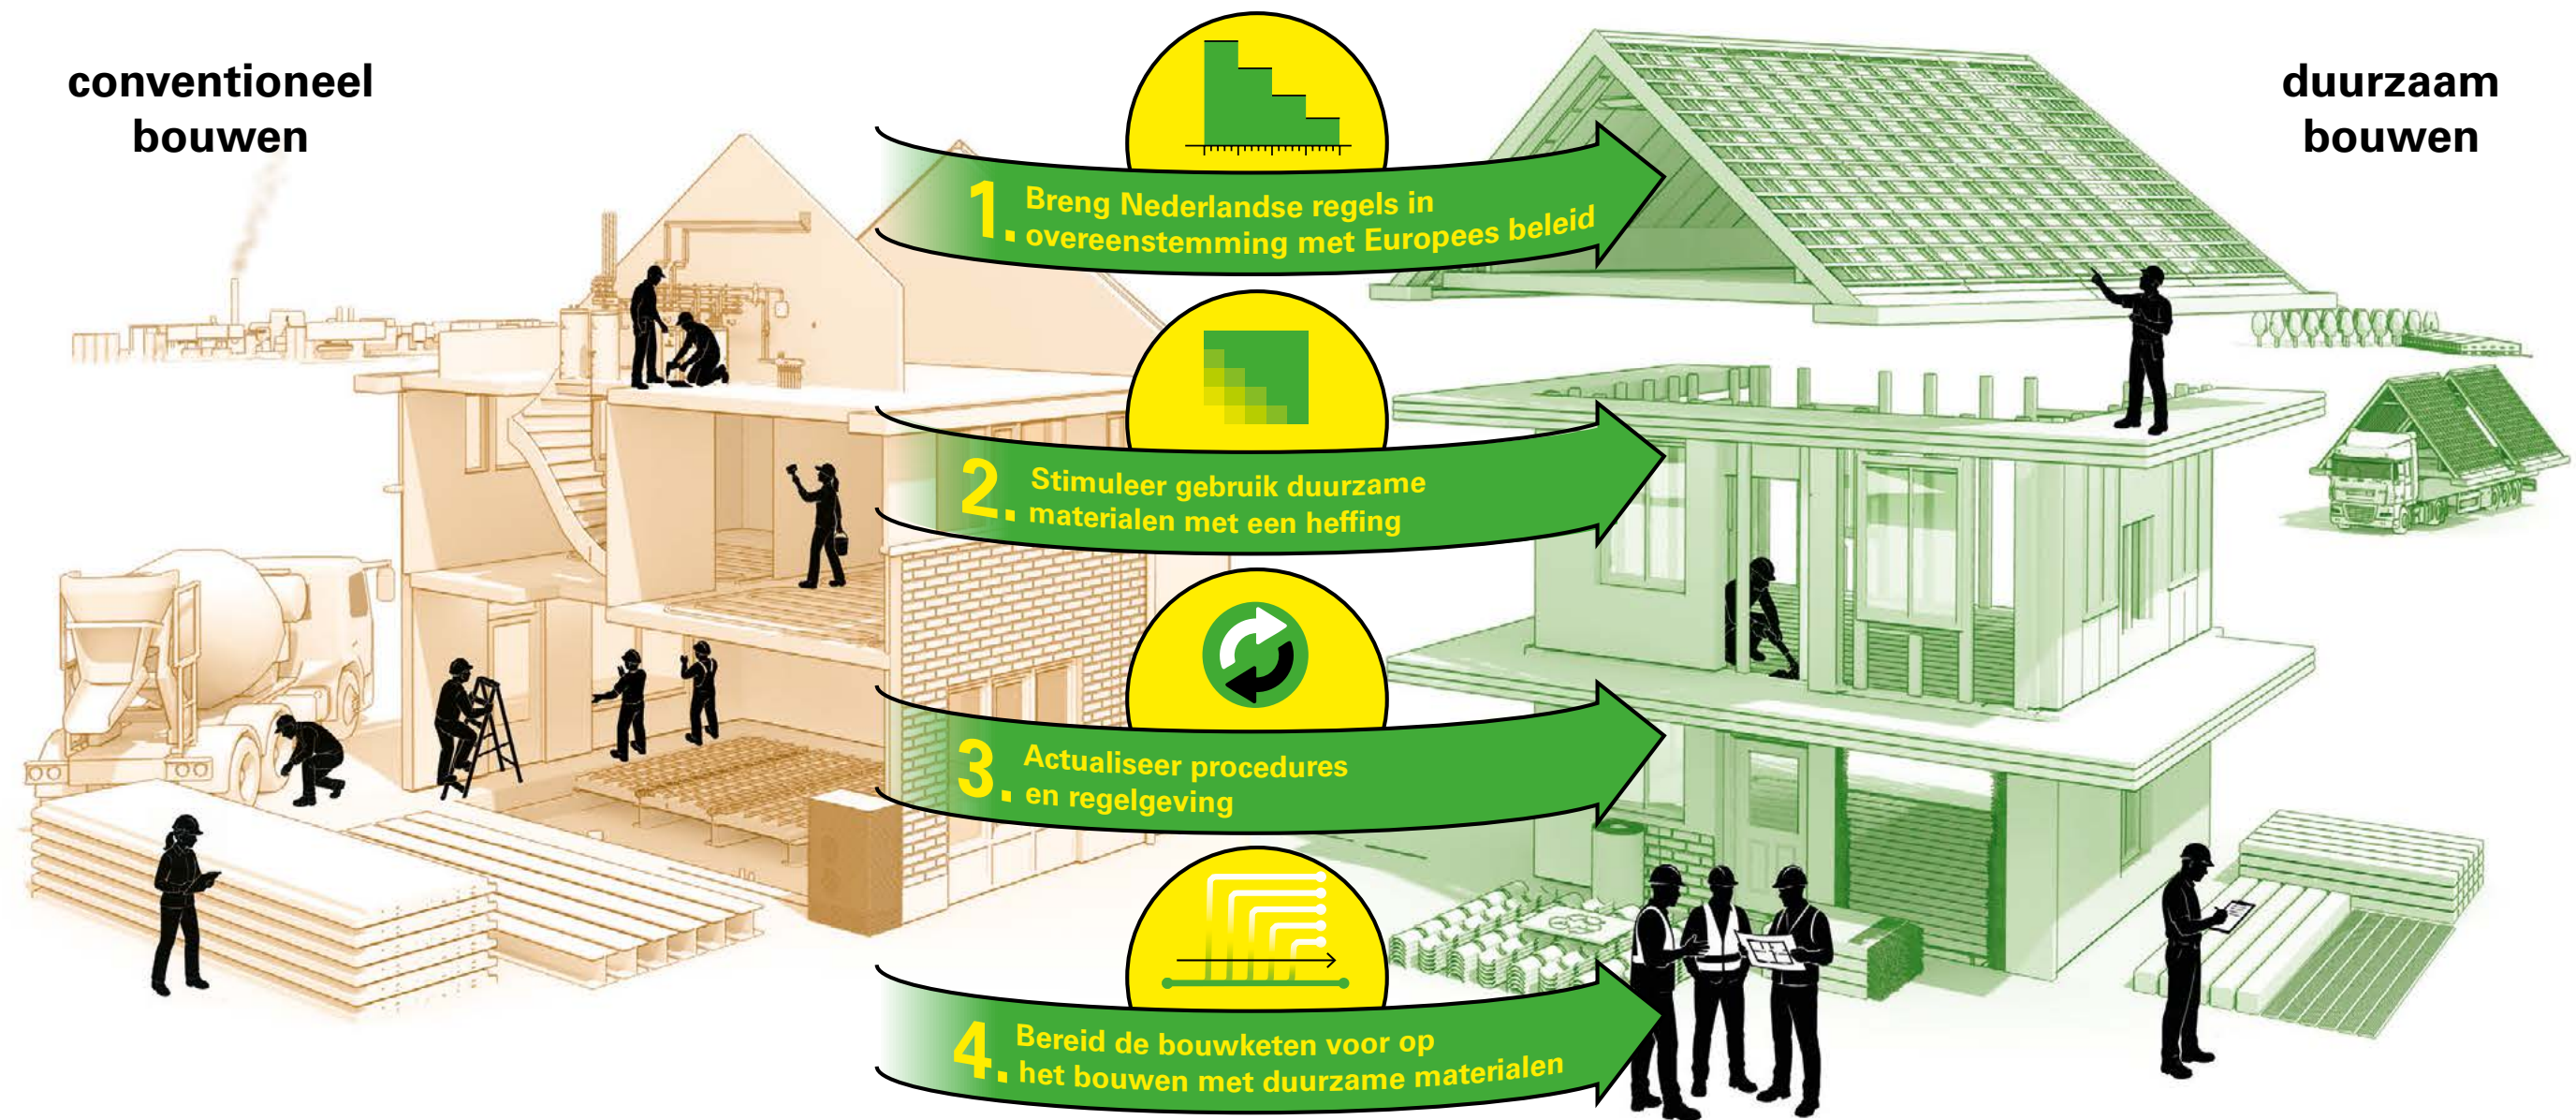 conventioneel
bouwen
duurzaam
bouwen
1. Breng Nederlandse regels in
overeenstemming met Europees beleid
2. Stimuleer gebruik duurzame
materialen met een heffing
3. Actualiseer procedures
en regelgeving
4. Bereid de bouwketen voor op
het bouwen met duurzame materialen